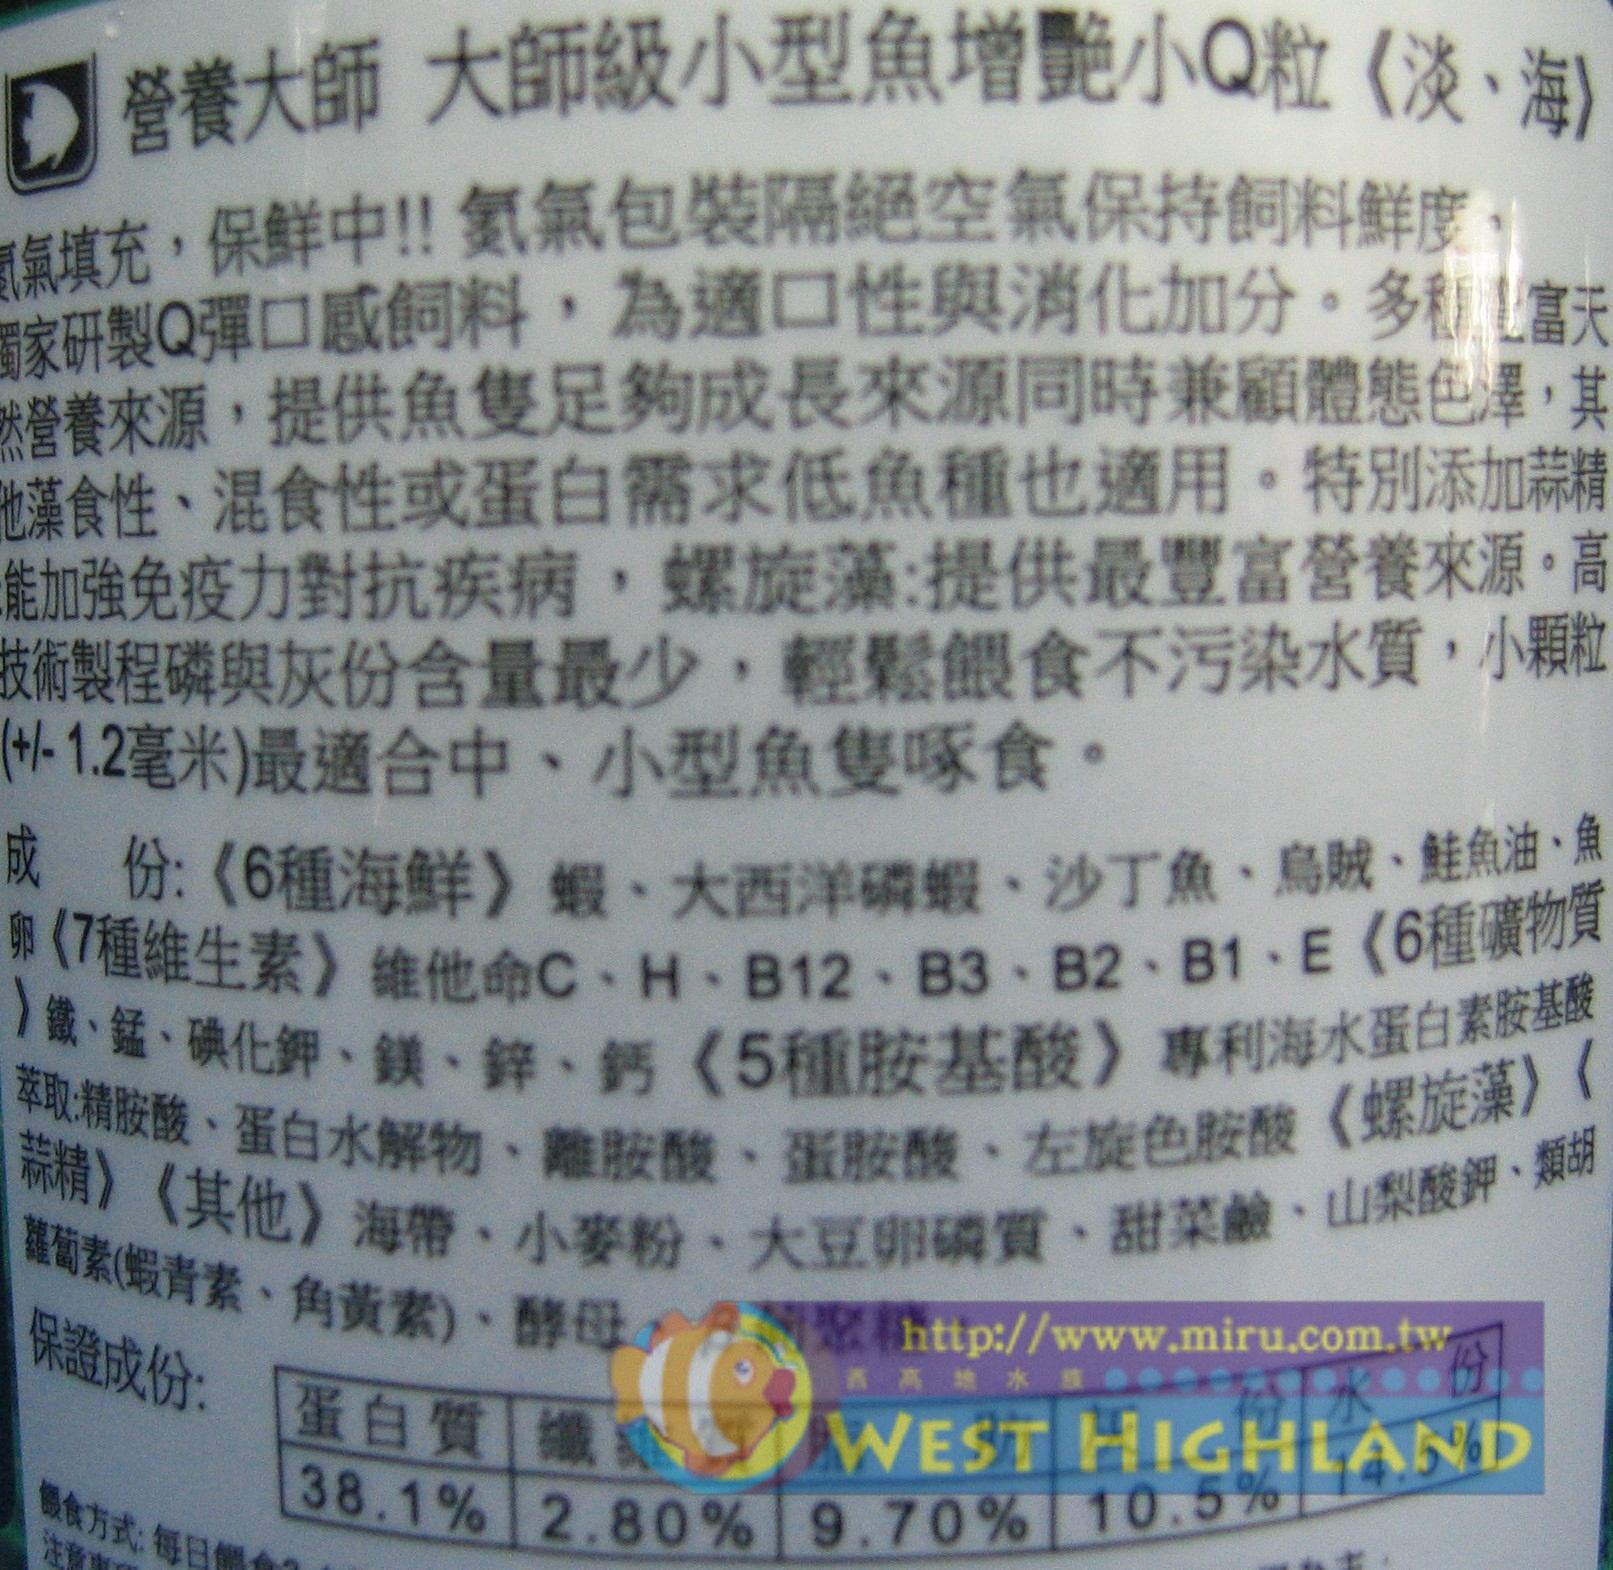 營養大師 大師級小型魚增艷小Q粒《淡、海》
氮氣填充，保鮮中!! 氮氣包裝隔絕空氣保持飼料鮮度，
獨家研製Q彈口感飼料，為適口性與消化加分。多種 富天
然營養來源，提供魚隻足夠成長來源同時兼顧體態色澤，其
他藻食性、混食性或蛋白需求低魚種也適用。特別添加蒜精
能加強免疫力對抗疾病，螺旋藻:提供最豐富營養來源。高
技術製程磷與灰份含量最少，輕鬆餵食不污染水質，小顆粒
(+/- 1.2毫米)最適合中、小型魚隻啄食。
成 份:《6種海鮮》蝦、大西洋磷蝦、沙丁魚、烏賊、鮭魚油、魚
卵《7種維生素》維他命C、H、B12、B3、B2、B1、E《6種礦物質
》鐵、錳、碘化鉀、鎂、鋅、鈣《5種胺基酸》專利海水蛋白素胺基酸
萃取:精胺酸、蛋白水解物、離胺酸、蛋胺酸、左旋色胺酸《螺旋藻》《
蒜精》《其他》海帶、小麥粉、大豆卵磷質、甜菜鹼、山梨酸鉀、類胡
蘿蔔素(蝦青素、角黃素)、酵母
http://www.miru.com.tw
西高地水族
WEST HIGHLAND
保證成份:
蛋白質 纖 份 水份
38.1% 2.80% 9.70% 10.5% 14.5%
餵食方式: 每日餵食2